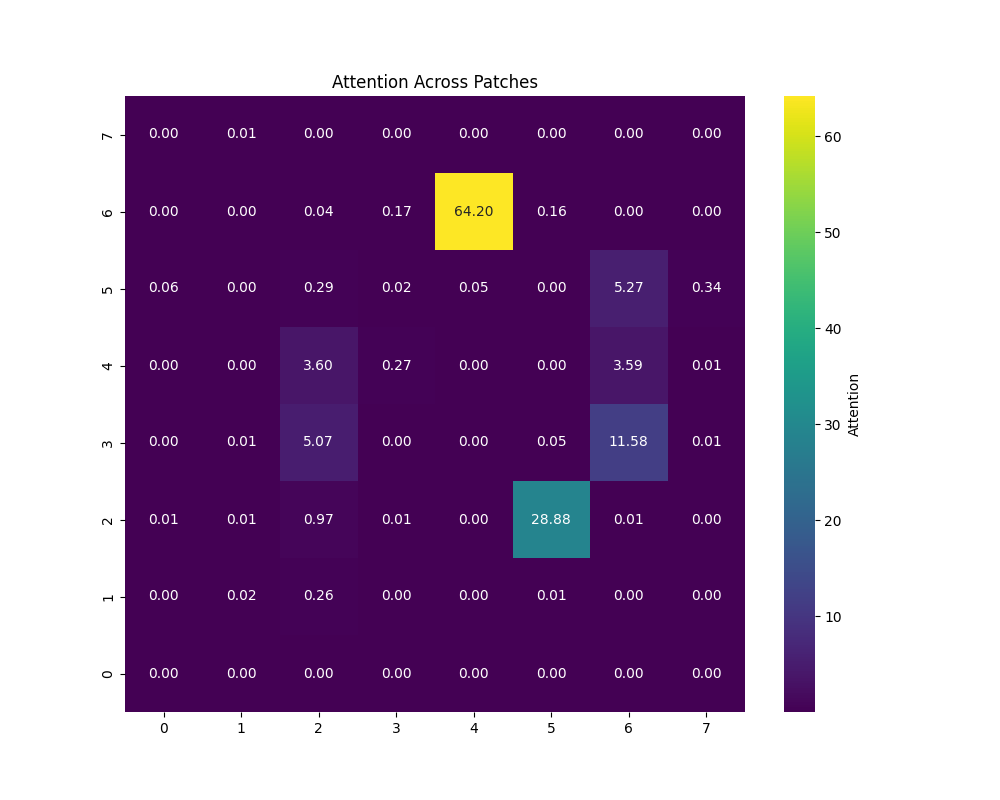 Attention Across Patches
7 0.00 0.01 0.00 0.00 0.00 0.00 0.00 0.00
6 0.00 0.00 0.04 0.17 64.20 0.16 0.00 0.00
5 0.06 0.00 0.29 0.02 0.05 0.00 5.27 0.34
4 0.00 0.00 3.60 0.27 0.00 0.00 3.59 0.01
3 0.00 0.01 5.07 0.00 0.00 0.05 11.58 0.01
2 0.01 0.01 0.97 0.01 0.00 28.88 0.01 0.00
1 0.00 0.02 0.26 0.00 0.00 0.01 0.00 0.00
0 0.00 0.00 0.00 0.00 0.00 0.00 0.00 0.00
0 1 2 3 4 5 6 7
60
50
40
30
20
10
Attention